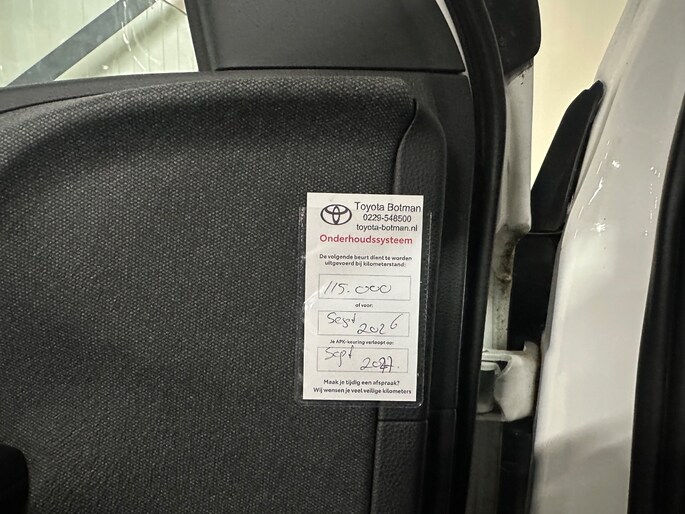 Toyota Botman
0229-548500
toyota-botman.nl
Onderhoudssysteem
De volgende beurt dient te worden
uitgevoerd bij kilometerstand:
115.000
of voor:
Sept 2026
Je APK-keuring verloopt op:
Sept 2027.
Maak je tijdig een afspraak?
Wij wensen je veel veilige kilometers